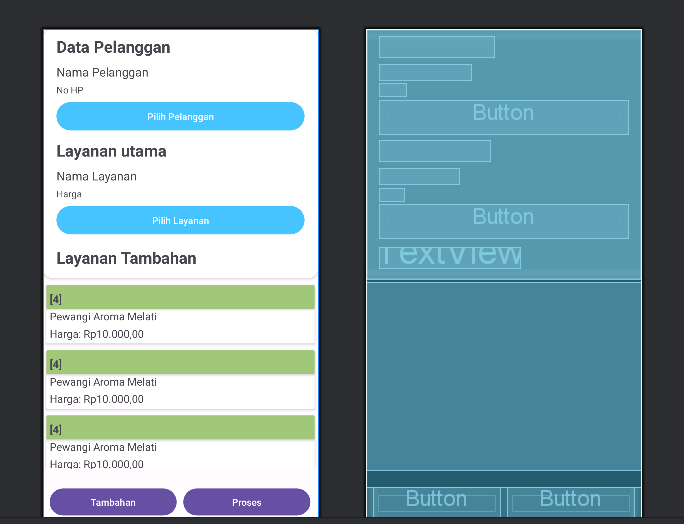 Data Pelanggan
Nama Pelanggan
No HP
Pilih Pelanggan
Layanan utama
Nama Layanan
Harga
Pilih Layanan
Layanan Tambahan
[4]
Pewangi Aroma Melati
Harga: Rp10.000,00
[4]
Pewangi Aroma Melati
Harga: Rp10.000,00
[4]
Pewangi Aroma Melati
Harga: Rp10.000,00
Tambahan
Proses
Button
Button
TextView
Button
Button